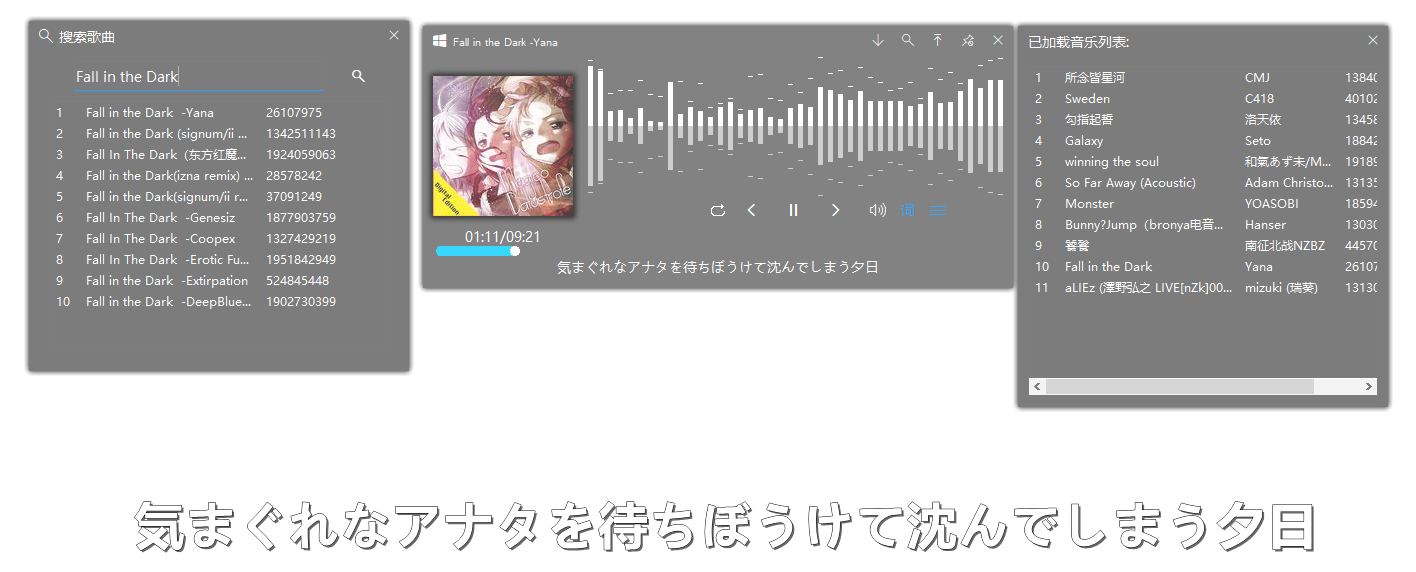 搜索歌曲
Fall in the Dark
1 Fall in the Dark -Yana 26107975
2 Fall in the Dark (signum/ii ... 1342511143
3 Fall In The Dark (东方红魔... 1924059063
4 Fall in the Dark(izna remix) ... 28578242
5 Fall in the Dark(signum/ii r... 37091249
6 Fall In The Dark -Genesiz 1877903759
7 Fall In The Dark -Coopex 1327429219
8 Fall In The Dark -Erotic Fu... 1951842949
9 Fall in the Dark -Extirpation 524845448
10 Fall in the Dark -DeepBlue... 1902730399
Fall in the Dark -Yana
Digital
Edition
01:11/09:21
词
気まぐれなアナタを待ちぼうけて沈んでしまう夕日
已加载音乐列表:
1 所念皆星河 CMJ 13840
2 Sweden C418 40102
3 勾指起誓 洛天依 13458
4 Galaxy Seto 18842
5 winning the soul 和氣あず未/M... 19189
6 So Far Away (Acoustic) Adam Christo... 13135
7 Monster YOASOBI 18594
8 Bunny?Jump（bronya电音... Hanser 13030
9 饕餮 南征北战NZBZ 44570
10 Fall in the Dark Yana 26107
11 aLIEz (澤野弘之 LIVE[nZk]00... mizuki (瑞葵) 13130
気まぐれなアナタを待ちぼうけて沈んでしまう夕日